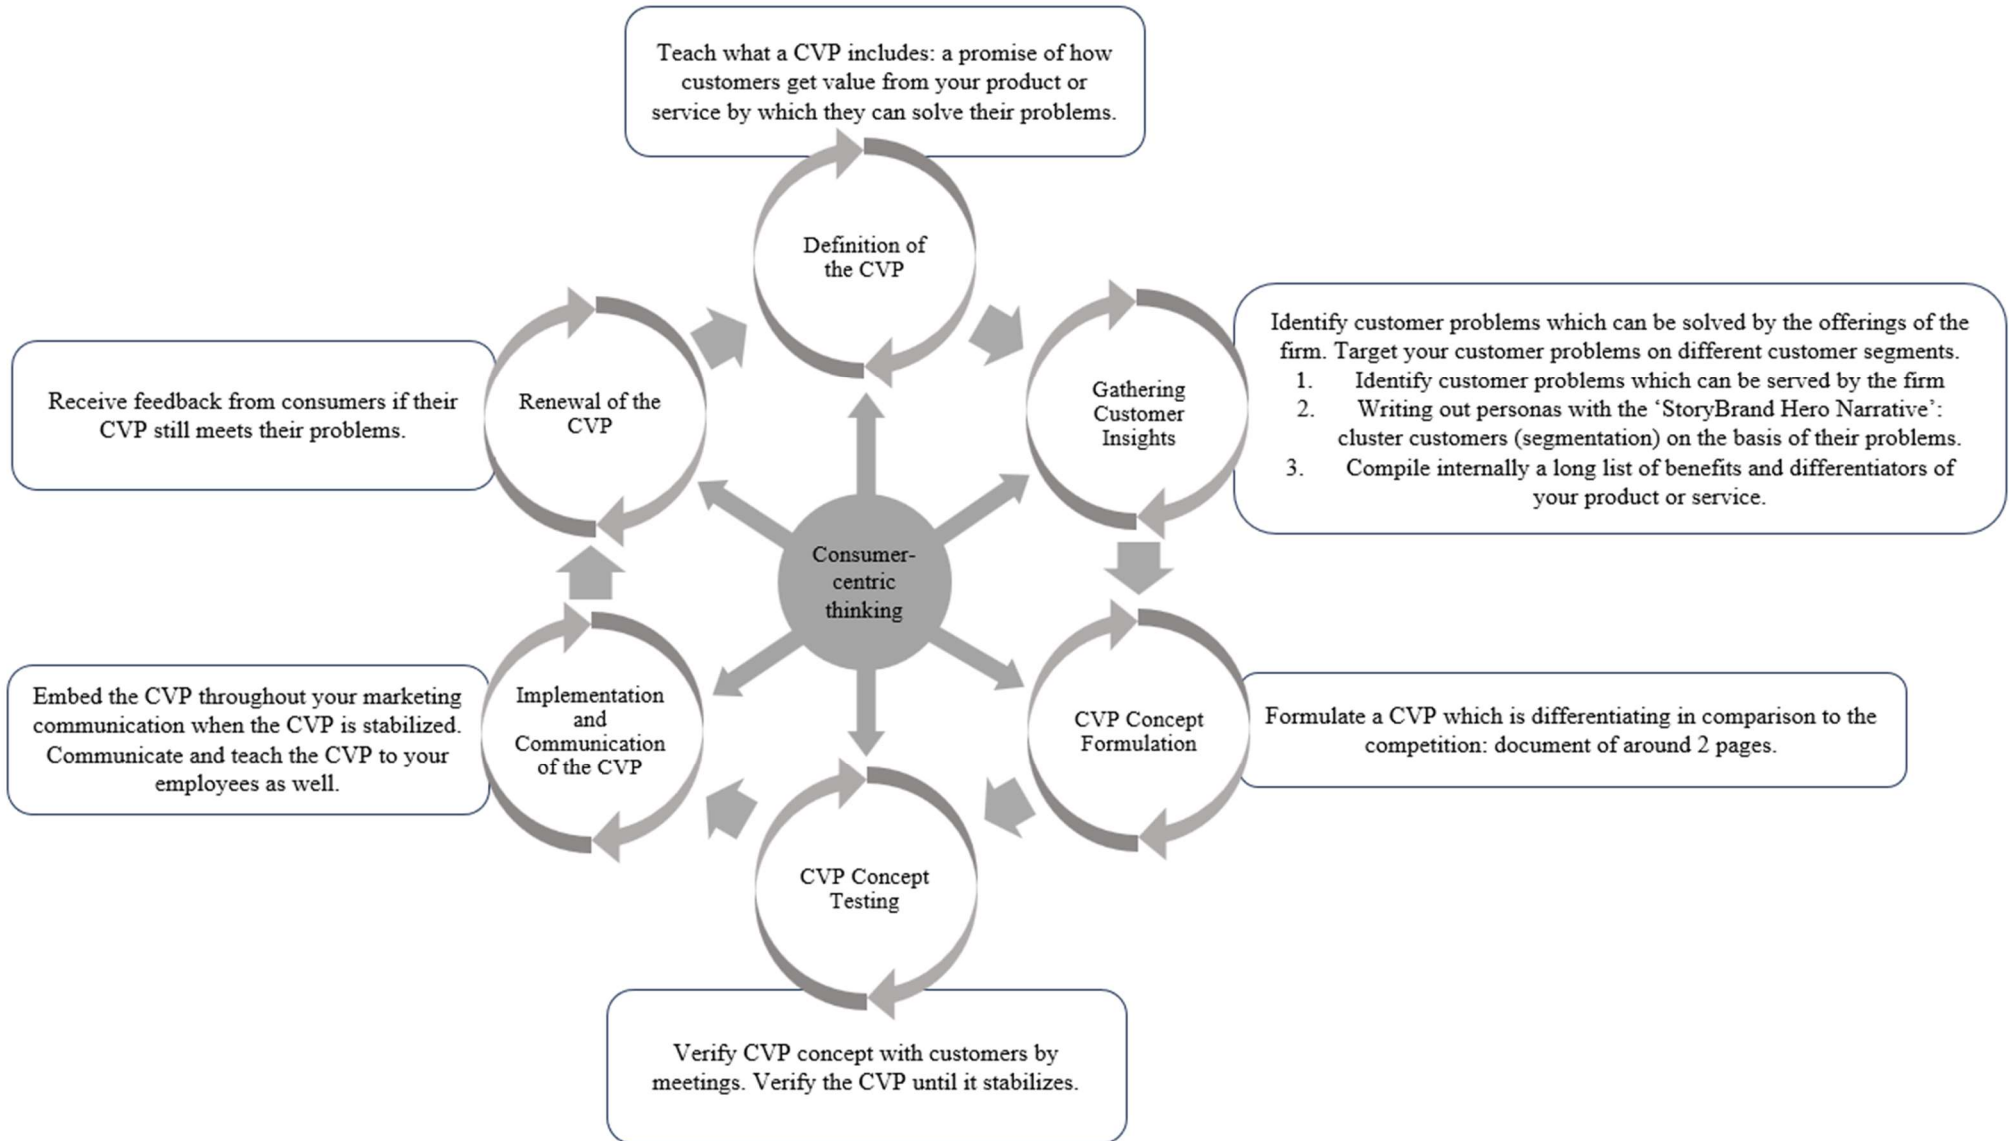 Teach what a CVP includes: a promise of how
customers get value from your product or
service by which they can solve their problems.
Definition of
the CVP
Gathering
Customer
Insights
Identify customer problems which can be solved by the offerings of the
firm. Target your customer problems on different customer segments.
1. Identify customer problems which can be served by the firm
2. Writing out personas with the ‘StoryBrand Hero Narrative’:
cluster customers (segmentation) on the basis of their problems.
3. Compile internally a long list of benefits and differentiators of
your product or service.
CVP Concept
Formulation
Formulate a CVP which is differentiating in comparison to the
competition: document of around 2 pages.
CVP Concept
Testing
Verify CVP concept with customers by
meetings. Verify the CVP until it stabilizes.
Implementation
and
Communication
of the CVP
Embed the CVP throughout your marketing
communication when the CVP is stabilized.
Communicate and teach the CVP to your
employees as well.
Renewal of the
CVP
Receive feedback from consumers if their
CVP still meets their problems.
Consumer-
centric
thinking